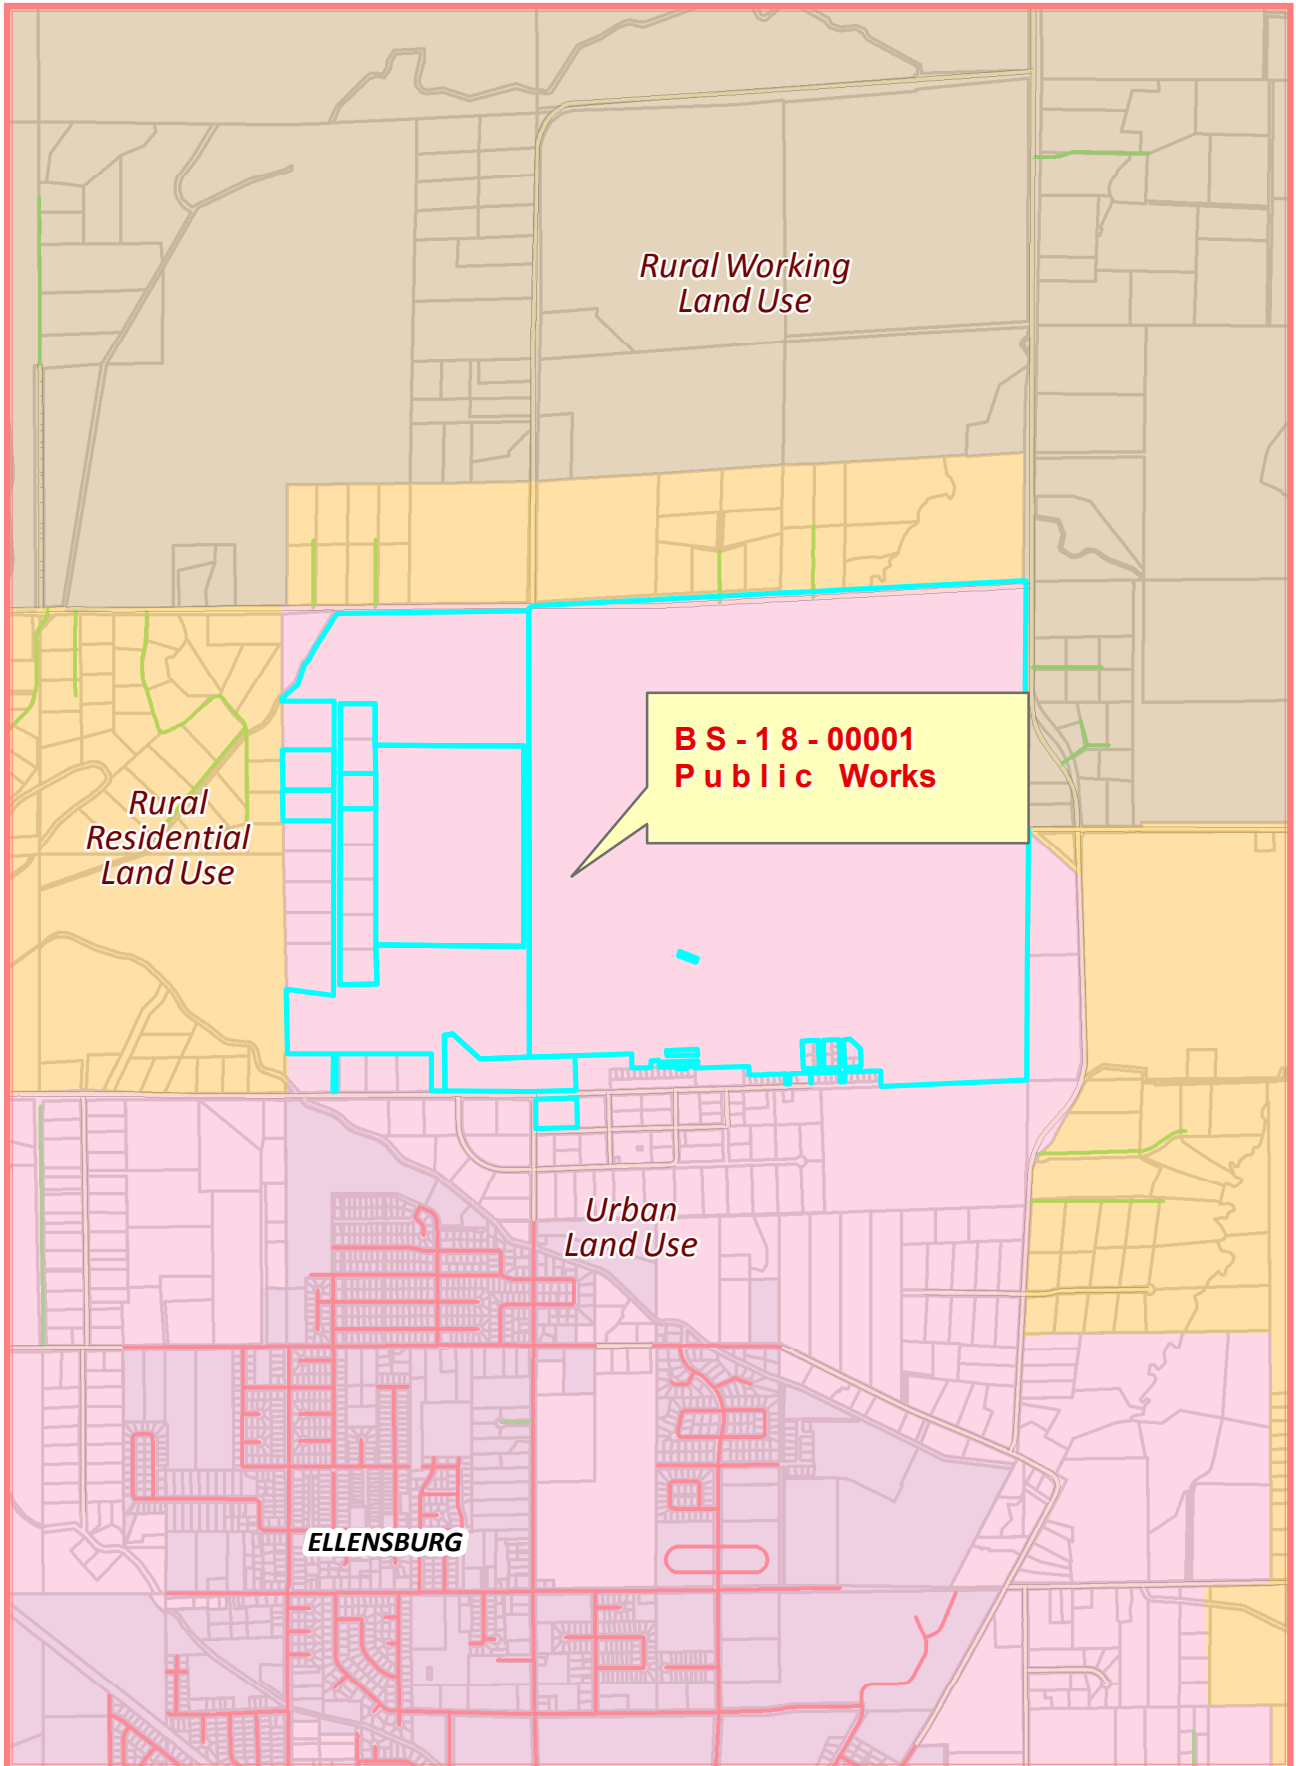 Rural Working
Land Use
BS-18-00001
Public Works
Rural
Residential
Land Use
Urban
Land Use
ELLENSBURG